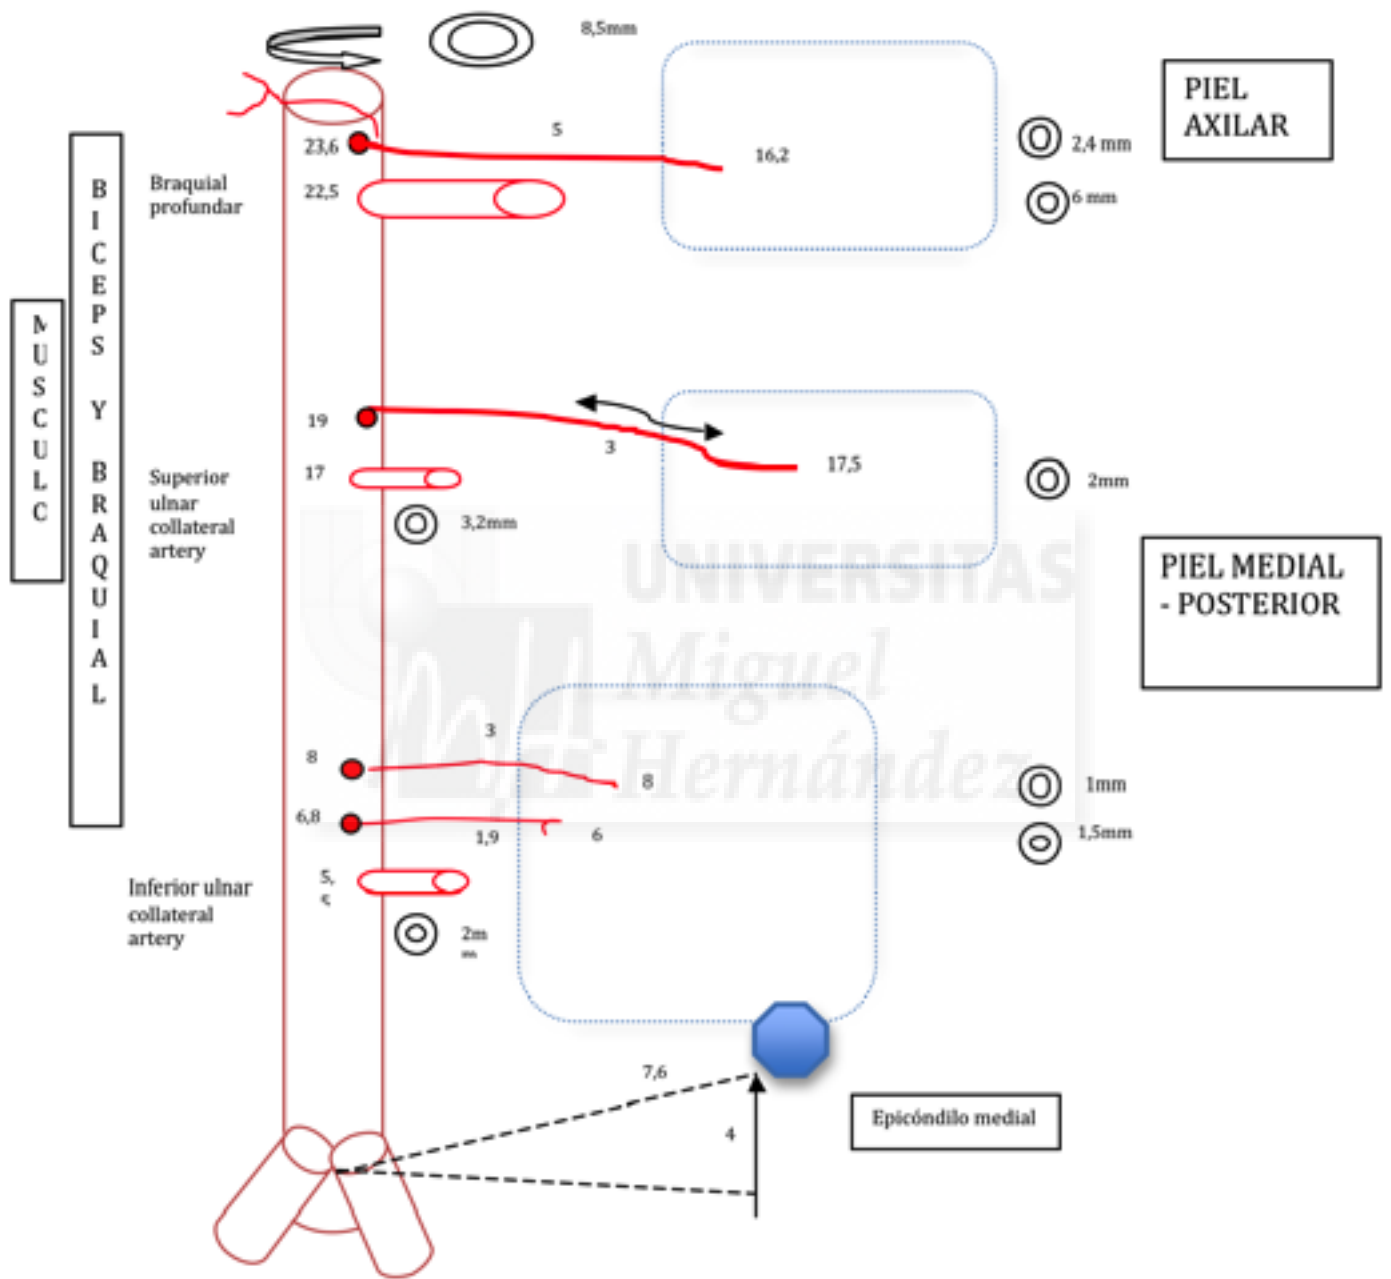 8,5mm
PIEL
AXILAR
5
23,6
16,2
2,4 mm
Braquial
profundar
22,5
6 mm
B
I
C
E
P
S
Y
B
R
A
Q
U
I
A
L
U
S
C
U
L
C
19
3
17,5
Superior
ulnar
collateral
artery
17
2mm
3,2mm
UNIVERSITAS
Miguel
Hernández
PIEL MEDIAL
- POSTERIOR
3
8
8
1mm
6,8
1,9
6
1,5mm
Inferior ulnar
collateral
artery
5,
2m
7,6
4
Epicóndilo medial